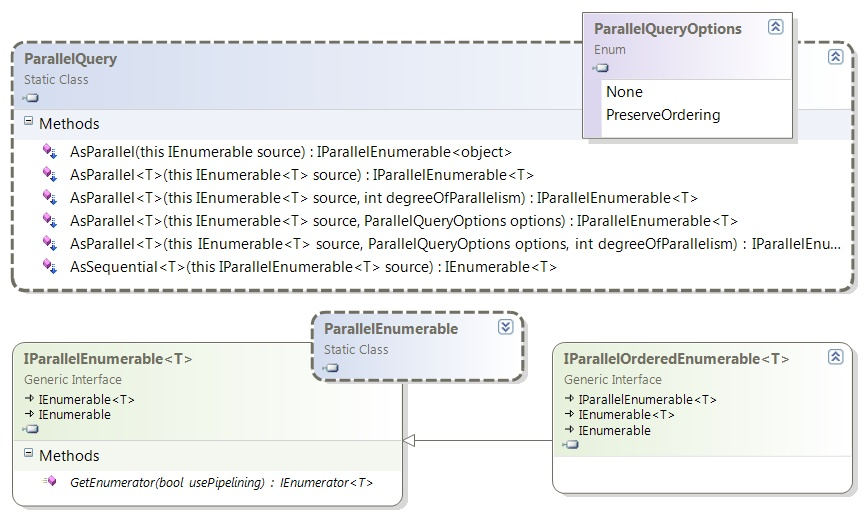 ParallelQuery
Static Class
ParallelQueryOptions
Enum
None
PreserveOrdering
Methods
AsParallel(this IEnumerable source) : IParallelEnumerable<object>
AsParallel<T>(this IEnumerable<T> source) : IParallelEnumerable<T>
AsParallel<T>(this IEnumerable<T> source, int degreeOfParallelism) : IParallelEnumerable<T>
AsParallel<T>(this IEnumerable<T> source, ParallelQueryOptions options) : IParallelEnumerable<T>
AsParallel<T>(this IEnumerable<T> source, ParallelQueryOptions options, int degreeOfParallelism) : IParallelEnu...
AsSequential<T>(this IParallelEnumerable<T> source) : IEnumerable<T>
ParallelEnumerable
Static Class
IParallelEnumerable<T>
Generic Interface
IEnumerable<T>
IEnumerable
Methods
GetEnumerator(bool usePipelining) : IEnumerator<T>
IParallelOrderedEnumerable<T>
Generic Interface
IParallelEnumerable<T>
IEnumerable<T>
IEnumerable